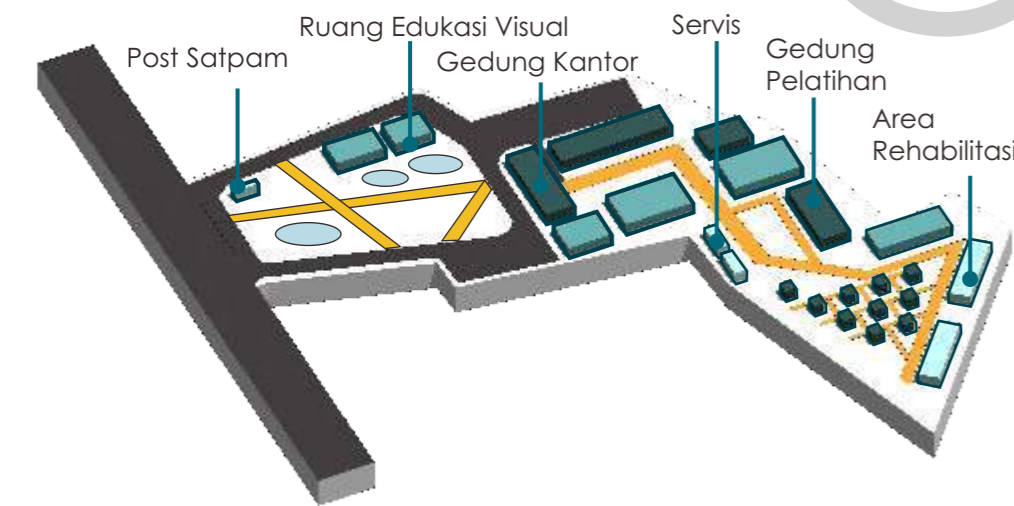 Post Satpam
Ruang Edukasi Visual
Gedung Kantor
Servis
Gedung
Pelatihan
Area
Rehabilitasi